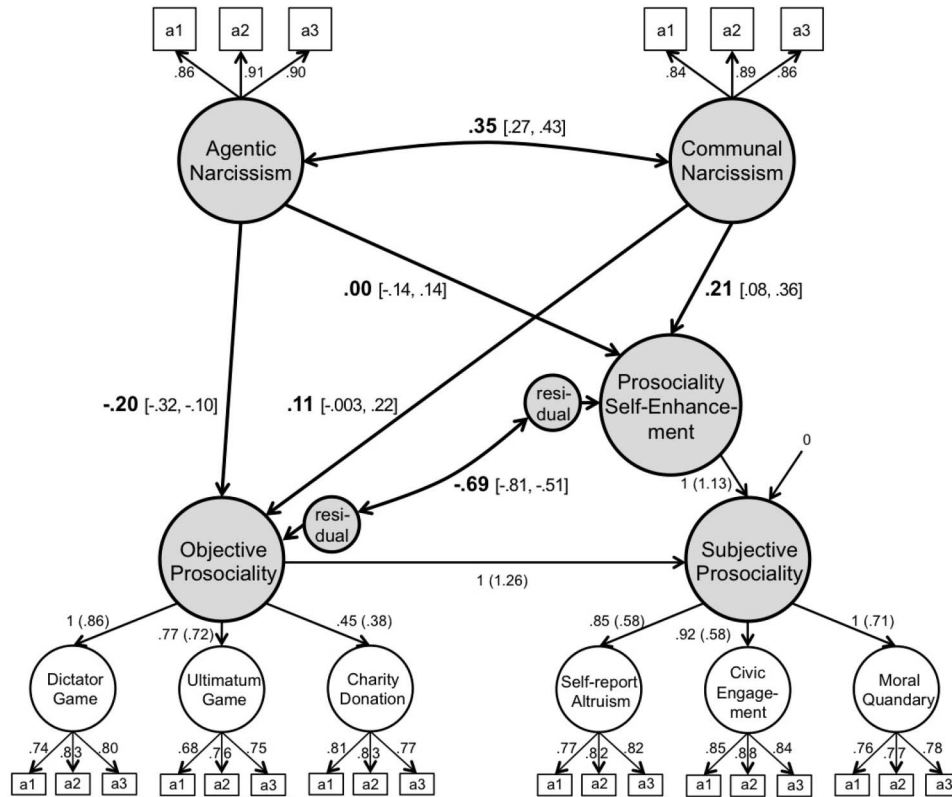 a1 a2 a3
.86 .91 .90
a1 a2 a3
.84 .89 .86
Agentic
Narcissism
.35 [.27, .43]
Communal
Narcissism
.00 [-.14, .14]
.21 [.08, .36]
-.20 [-.32, -.10]
.11 [-.003, .22]
resi-
dual
Prosociality
Self-Enhance-
ment
0
-.69 [-.81, -.51]
1 (1.13)
resi-
dual
Objective
Prosociality
1 (1.26)
Subjective
Prosociality
1 (.86) .77 (.72) .45 (.38)
.85 (.58) .92 (.58) 1 (.71)
Dictator
Game
Ultimatum
Game
Charity
Donation
Self-report
Altruism
Civic
Engage-
ment
Moral
Quandary
.74 .83 .80
.68 .76 .75
.81 .83 .77
.77 .82 .82
.85 .88 .84
.76 .77 .78
a1 a2 a3
a1 a2 a3
a1 a2 a3
a1 a2 a3
a1 a2 a3
a1 a2 a3